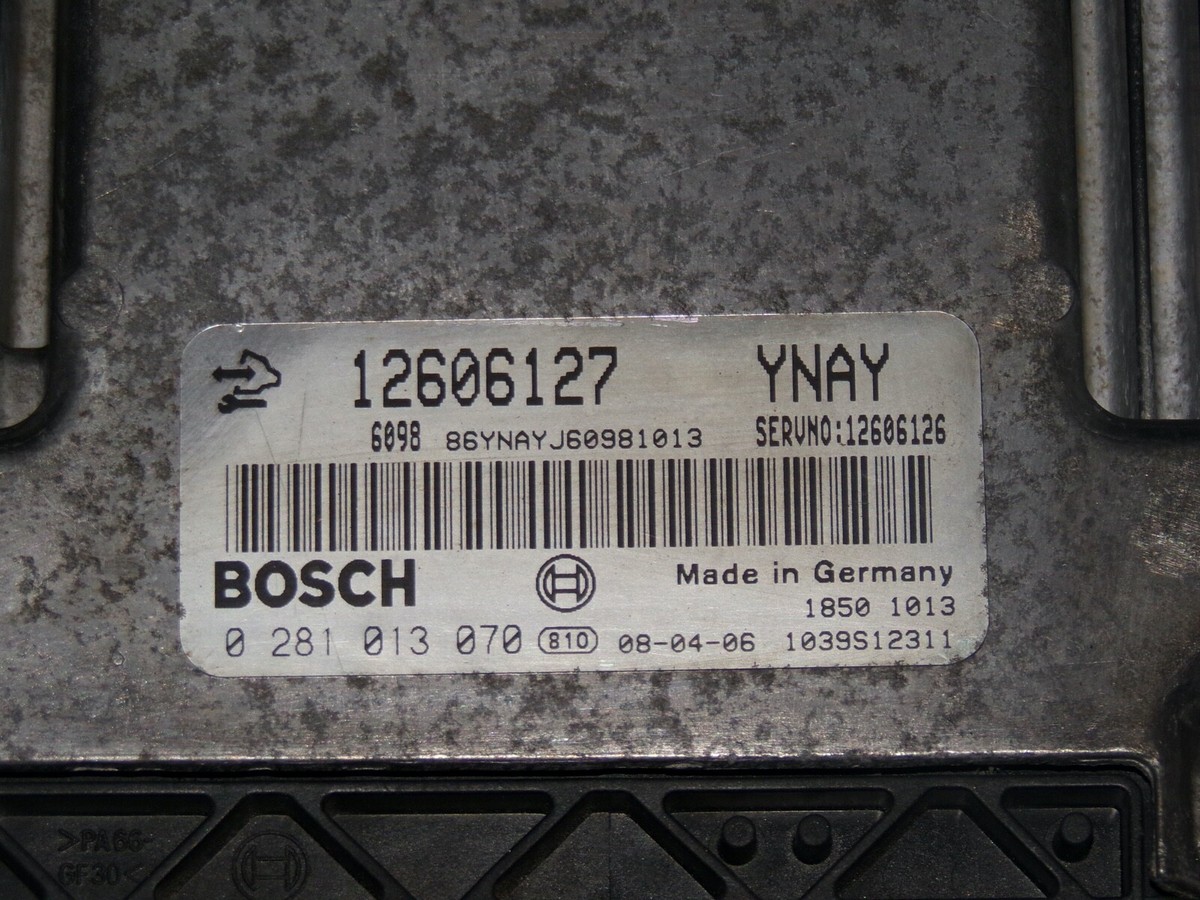 12606127 YNAY
6098 86YNAYJ60981013 SERVNO:12606126
BOSCH Made in Germany
1850 1013
0 281 013 070 810 08-04-06 1039S12311
>PA66-
GF30<